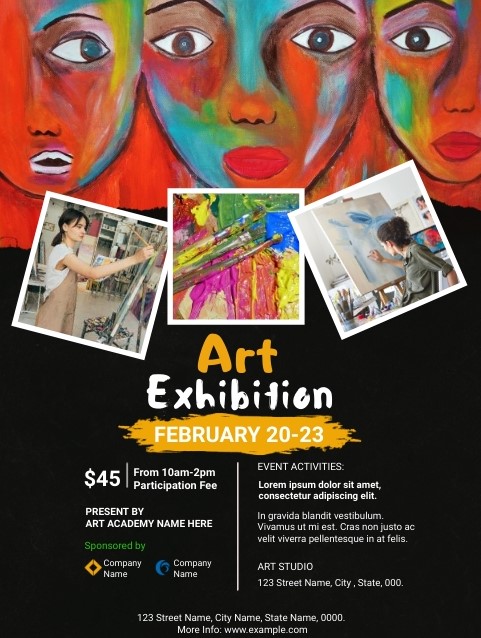 Art
Exhibition
FEBRUARY 20-23
$45
From 10am-2pm
Participation Fee
PRESENT BY
ART ACADEMY NAME HERE
Sponsored by
Company
Name
Company
Name
EVENT ACTIVITIES:
Lorem ipsum dolor sit amet,
consectetur adipiscing elit.
In gravida blandit vestibulum.
Vivamus ut mi est. Cras non justo ac
velit viverra pellentesque in at felis.
ART STUDIO
123 Street Name, City , State, 000.
123 Street Name, City Name, State Name, 0000.
More Info: www.example.com